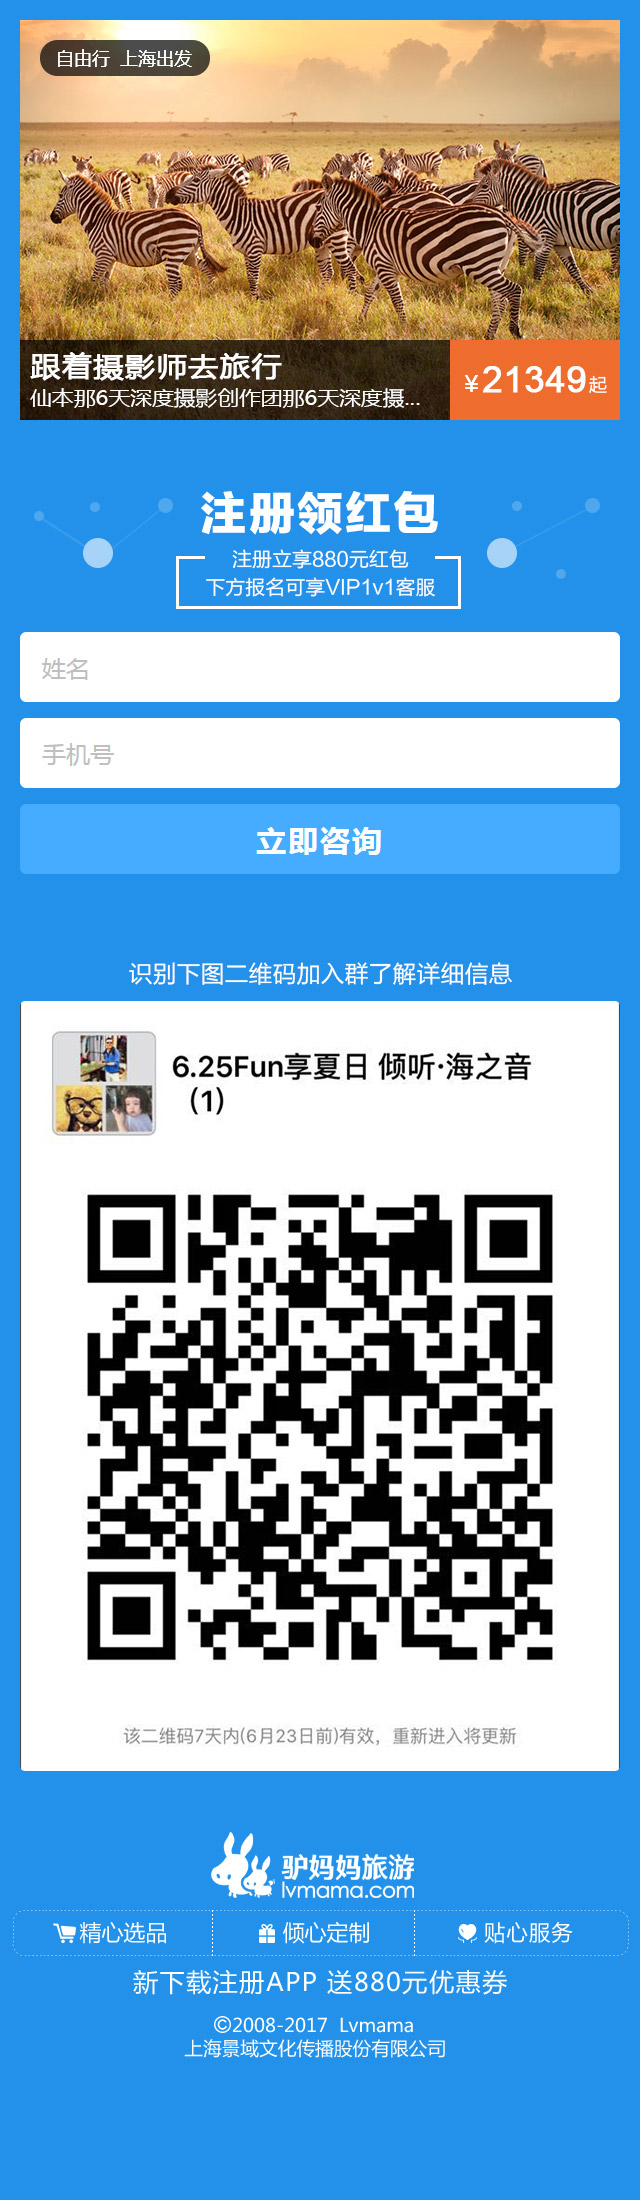 自由行 上海出发
跟着摄影师去旅行
仙本那6天深度摄影创作团那6天深度摄...
¥21349起
注册领红包
注册立享880元红包
下方报名可享VIP1v1客服
姓名
手机号
立即咨询
识别下图二维码加入群了解详细信息
6.25Fun享夏日 倾听·海之音
(1)
该二维码7天内(6月23日前)有效，重新进入将更新
驴妈妈旅游
lvmama.com
精心选品
倾心定制
贴心服务
新下载注册APP 送880元优惠券
©2008-2017 Lvmama
上海景域文化传播股份有限公司